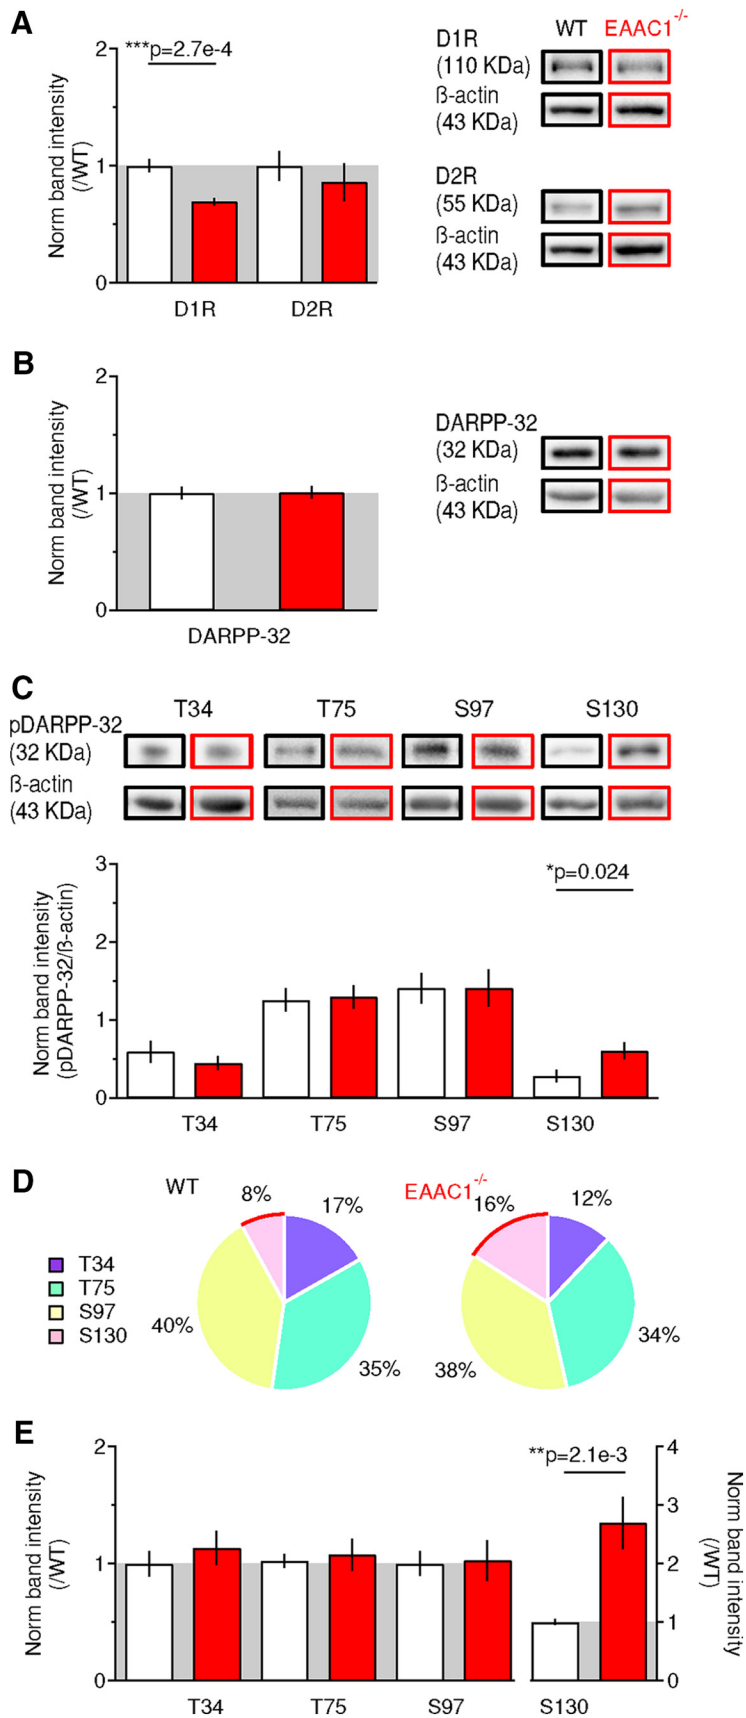 A
***p=2.7e-4
2
1
0
Norm band intensity
(/WT)
D1R
D2R
WT
EAAC1-/-
D1R
(110 KDa)
ß-actin
(43 KDa)
D2R
(55 KDa)
ß-actin
(43 KDa)
B
2
1
0
Norm band intensity
(/WT)
DARPP-32
DARPP-32
(32 KDa)
ß-actin
(43 KDa)
C
T34
T75
S97
S130
pDARPP-32
(32 KDa)
ß-actin
(43 KDa)
3
2
1
0
Norm band intensity
(pDARPP-32/ß-actin)
*p=0.024
T34
T75
S97
S130
D
WT
EAAC1-/-
8%
17%
16%
12%
T34
T75
S97
S130
40%
35%
38%
34%
E
2
1
0
Norm band intensity
(/WT)
**p=2.1e-3
4
3
2
1
0
Norm band intensity
(/WT)
T34
T75
S97
S130